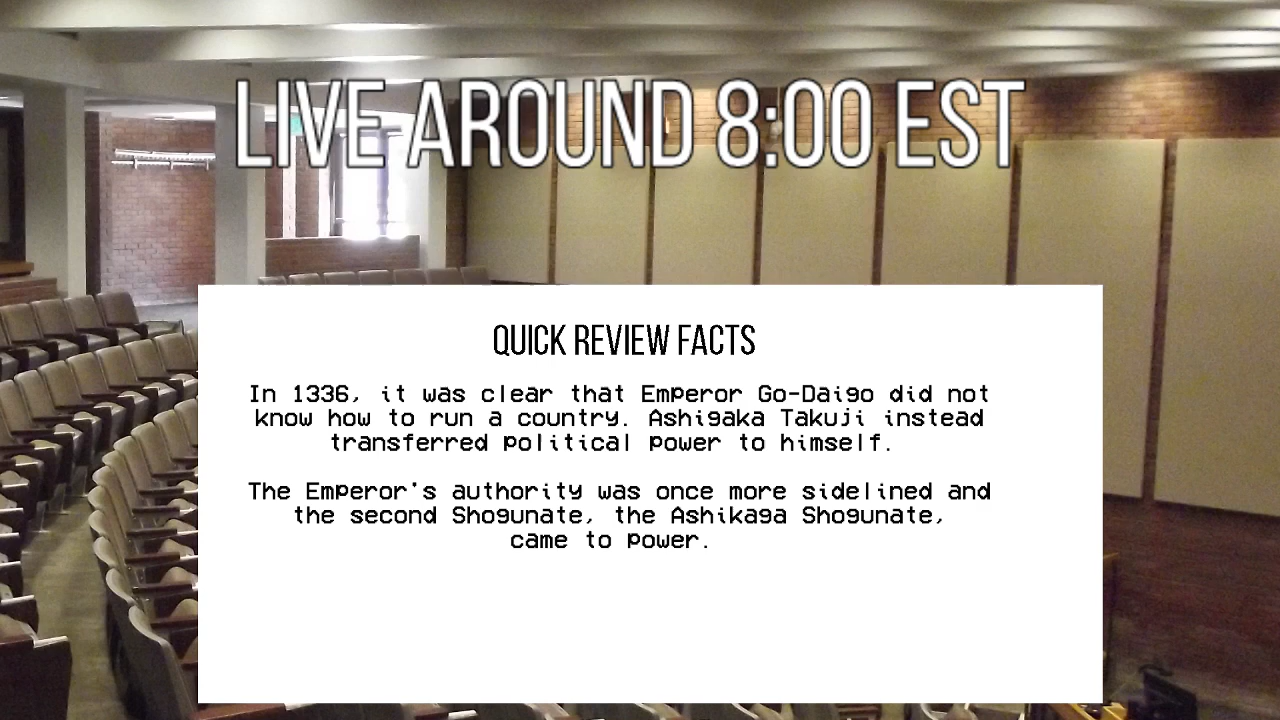 LIVE AROUND 8:00 EST
QUICK REVIEW FACTS
In 1336, it was clear that Emperor Go-Daigo did not
know how to run a country. Ashigaka Takuji instead
transferred political power to himself.
The Emperor's authority was once more sidelined and
the second Shogunate, the Ashikaga Shogunate,
came to power.